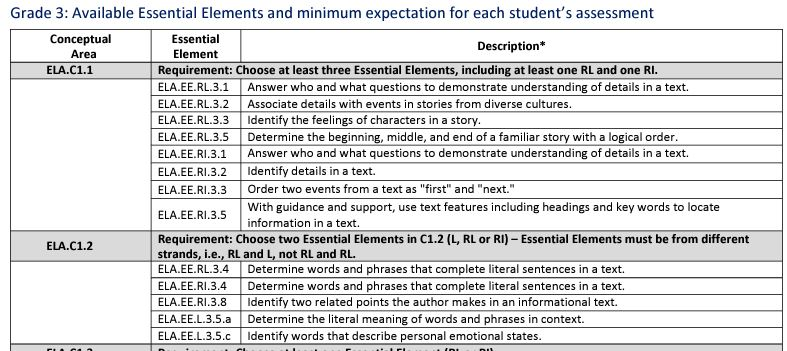 Grade 3: Available Essential Elements and minimum expectation for each student's assessment
Conceptual Area Essential Element Description*
ELA.C1.1 Requirement: Choose at least three Essential Elements, including at least one RL and one RI.
ELA.EE.RL.3.1 Answer who and what questions to demonstrate understanding of details in a text.
ELA.EE.RL.3.2 Associate details with events in stories from diverse cultures.
ELA.EE.RL.3.3 Identify the feelings of characters in a story.
ELA.EE.RL.3.5 Determine the beginning, middle, and end of a familiar story with a logical order.
ELA.EE.RI.3.1 Answer who and what questions to demonstrate understanding of details in a text.
ELA.EE.RI.3.2 Identify details in a text.
ELA.EE.RI.3.3 Order two events from a text as "first" and "next."
ELA.EE.RI.3.5 With guidance and support, use text features including headings and key words to locate
information in a text.
ELA.C1.2 Requirement: Choose two Essential Elements in C1.2 (L, RL or RI) – Essential Elements must be from different
strands, i.e., RL and L, not RL and RL.
ELA.EE.RL.3.4 Determine words and phrases that complete literal sentences in a text.
ELA.EE.RI.3.4 Determine words and phrases that complete literal sentences in a text.
ELA.EE.RI.3.8 Identify two related points the author makes in an informational text.
ELA.EE.L.3.5.a Determine the literal meaning of words and phrases in context.
ELA.EE.L.3.5.c Identify words that describe personal emotional states.